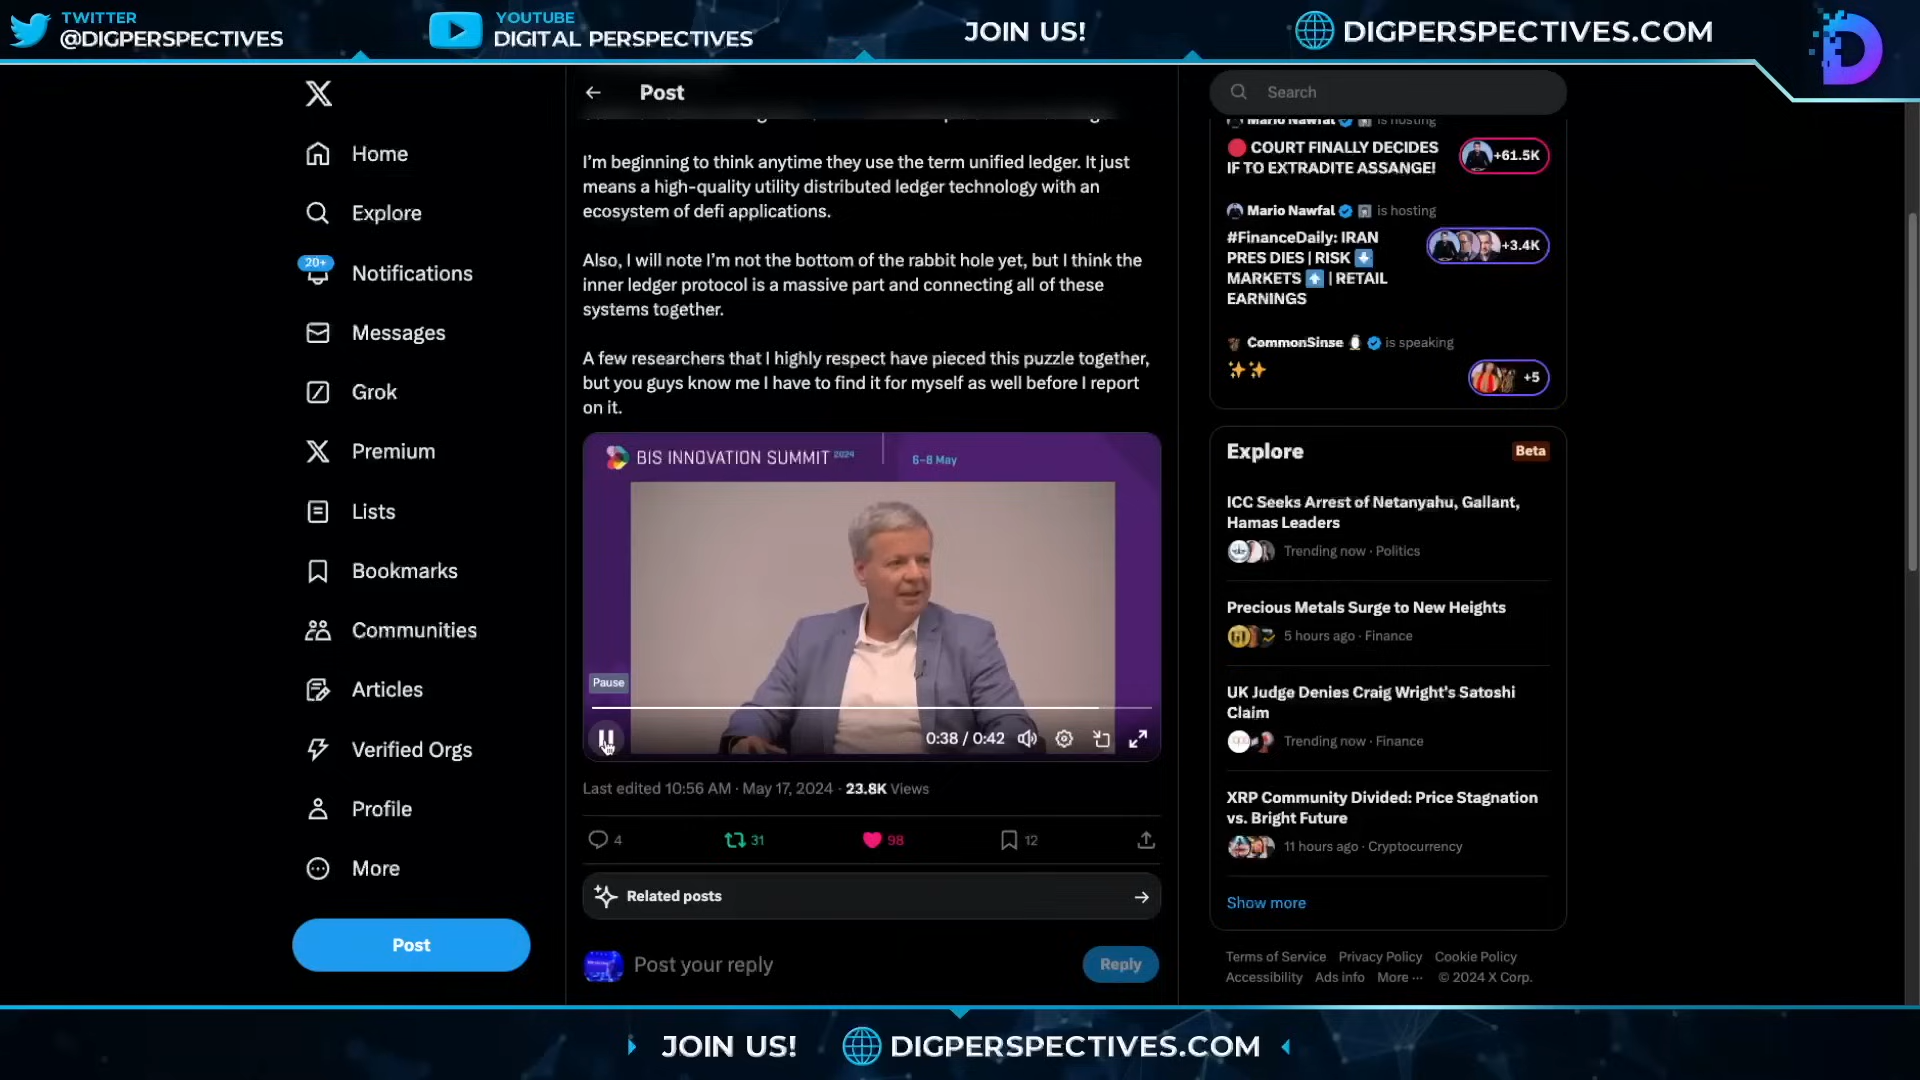 TWITTER
@DIGPERSPECTIVES
YOUTUBE
DIGITAL PERSPECTIVES
JOIN US!
DIGPERSPECTIVES.COM
Home
Explore
20+
Notifications
Messages
Grok
Premium
Lists
Bookmarks
Communities
Articles
Verified Orgs
Profile
More
Post
Post
I'm beginning to think anytime they use the term unified ledger. It just
means a high-quality utility distributed ledger technology with an
ecosystem of defi applications.
Also, I will note I'm not the bottom of the rabbit hole yet, but I think the
inner ledger protocol is a massive part and connecting all of these
systems together.
A few researchers that I highly respect have pieced this puzzle together,
but you guys know me I have to find it for myself as well before I report
on it.
BIS INNOVATION SUMMIT 2024
6–8 May
Pause
0:38 / 0:42
Last edited 10:56 AM · May 17, 2024 · 23.8K Views
4
31
98
12
Related posts
Post your reply
Reply
Search
Mario Nawfal is hosting
COURT FINALLY DECIDES
IF TO EXTRADITE ASSANGE!
+61.5K
Mario Nawfal is hosting
#FinanceDaily: IRAN
PRES DIES | RISK
MARKETS | RETAIL
EARNINGS
+3.4K
CommonSinse is speaking
+5
Explore
Beta
ICC Seeks Arrest of Netanyahu, Gallant,
Hamas Leaders
Trending now · Politics
Precious Metals Surge to New Heights
5 hours ago · Finance
UK Judge Denies Craig Wright's Satoshi
Claim
Trending now · Finance
XRP Community Divided: Price Stagnation
vs. Bright Future
11 hours ago · Cryptocurrency
Show more
Terms of Service Privacy Policy Cookie Policy
Accessibility Ads info More ··· © 2024 X Corp.
JOIN US!
DIGPERSPECTIVES.COM